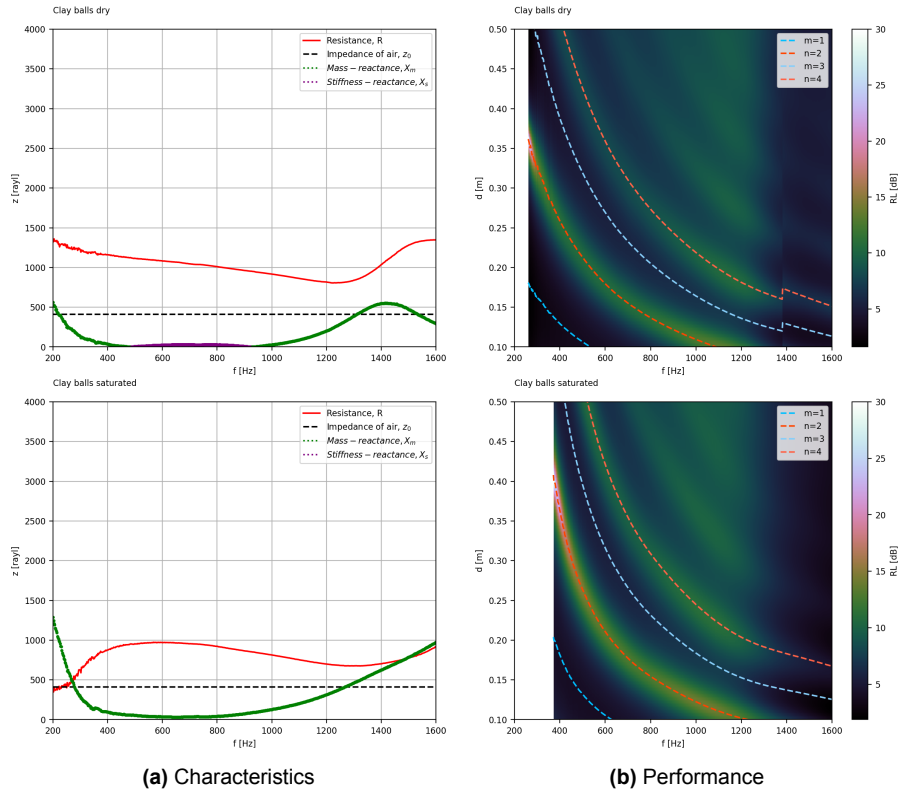 Clay balls dry
4000
3500
3000
2500
2000
1500
1000
500
0
z [rayl]
200 400 600 800 1000 1200 1400 1600
f [Hz]
Resistance, R
Impedance of air, z₀
Mass − reactance, Xₘ
Stiffness − reactance, Xₛ
Clay balls dry
0.50
0.45
0.40
0.35
0.30
0.25
0.20
0.15
0.10
d [m]
400 600 800 1000 1200 1400 1600
f [Hz]
m=1
n=2
m=3
n=4
30
25
20
15
10
5
RL [dB]
Clay balls saturated
4000
3500
3000
2500
2000
1500
1000
500
0
z [rayl]
200 400 600 800 1000 1200 1400 1600
f [Hz]
Resistance, R
Impedance of air, z₀
Mass − reactance, Xₘ
Stiffness − reactance, Xₛ
Clay balls saturated
0.50
0.45
0.40
0.35
0.30
0.25
0.20
0.15
0.10
d [m]
400 600 800 1000 1200 1400 1600
f [Hz]
m=1
n=2
m=3
n=4
30
25
20
15
10
5
RL [dB]
(a) Characteristics
(b) Performance